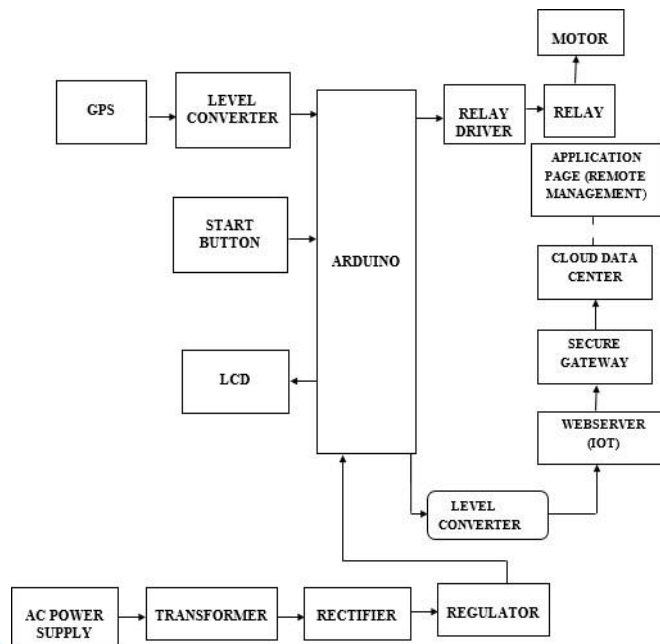 MOTOR
GPS
LEVEL
CONVERTER
RELAY
DRIVER
RELAY
APPLICATION
PAGE (REMOTE
MANAGEMENT)
START
BUTTON
ARDUINO
CLOUD DATA
CENTER
LCD
SECURE
GATEWAY
WEBSERVER
(IOT)
LEVEL
CONVERTER
AC POWER
SUPPLY
TRANSFORMER
RECTIFIER
REGULATOR